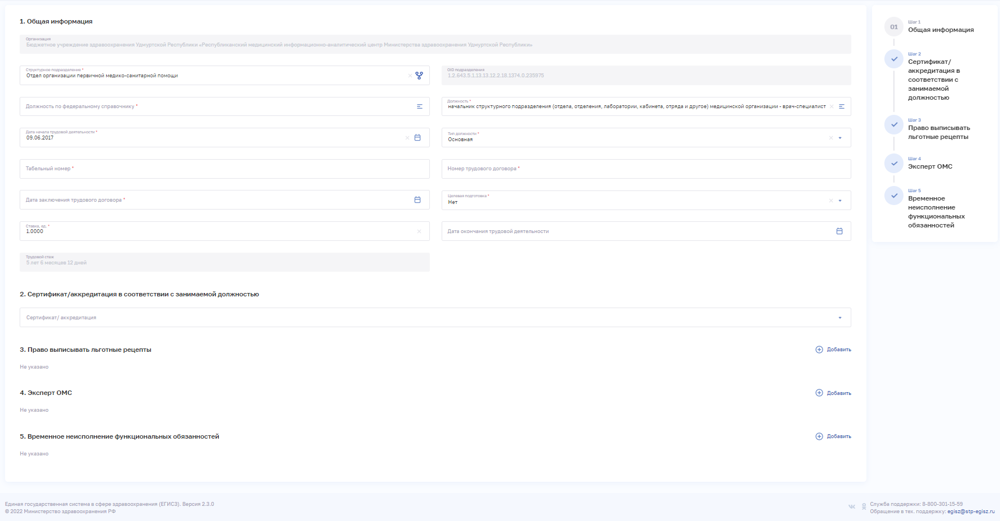 1. Общая информация
Организация
Бюджетное учреждение здравоохранения Удмуртской Республики «Республиканский медицинский информационно-аналитический центр Министерства здравоохранения Удмуртской Республики»
Структурное подразделение *
Отдел организации первичной медико-санитарной помощи
OID подразделения
1.2.643.5.1.13.13.12.2.18.1374.0.235975
Должность по федеральному справочнику *
Должность *
начальник структурного подразделения (отдела, отделения, лаборатории, кабинета, отряда и другое) медицинской организации - врач-специалист
Дата начала трудовой деятельности *
09.06.2017
Тип должности *
Основная
Табельный номер *
Номер трудового договора *
Дата заключения трудового договора *
Целевая подготовка *
Нет
Ставка, ед. *
1.0000
Дата окончания трудовой деятельности
Трудовой стаж
5 лет 6 месяцев 12 дней
2. Сертификат/аккредитация в соответствии с занимаемой должностью
Сертификат/ аккредитация
3. Право выписывать льготные рецепты
Добавить
Не указано
4. Эксперт ОМС
Добавить
Не указано
5. Временное неисполнение функциональных обязанностей
Добавить
Не указано
01
Шаг 1
Общая информация
Шаг 2
Сертификат/
аккредитация в
соответствии с
занимаемой
должностью
Шаг 3
Право выписывать
льготные рецепты
Шаг 4
Эксперт ОМС
Шаг 5
Временное
неисполнение
функциональных
обязанностей
Единая государственная система в сфере здравоохранения (ЕГИСЗ). Версия 2.3.0
© 2022 Министерство здравоохранения РФ
Служба поддержки: 8-800-301-15-59
Обращение в тех. поддержку: egisz@stp-egisz.ru